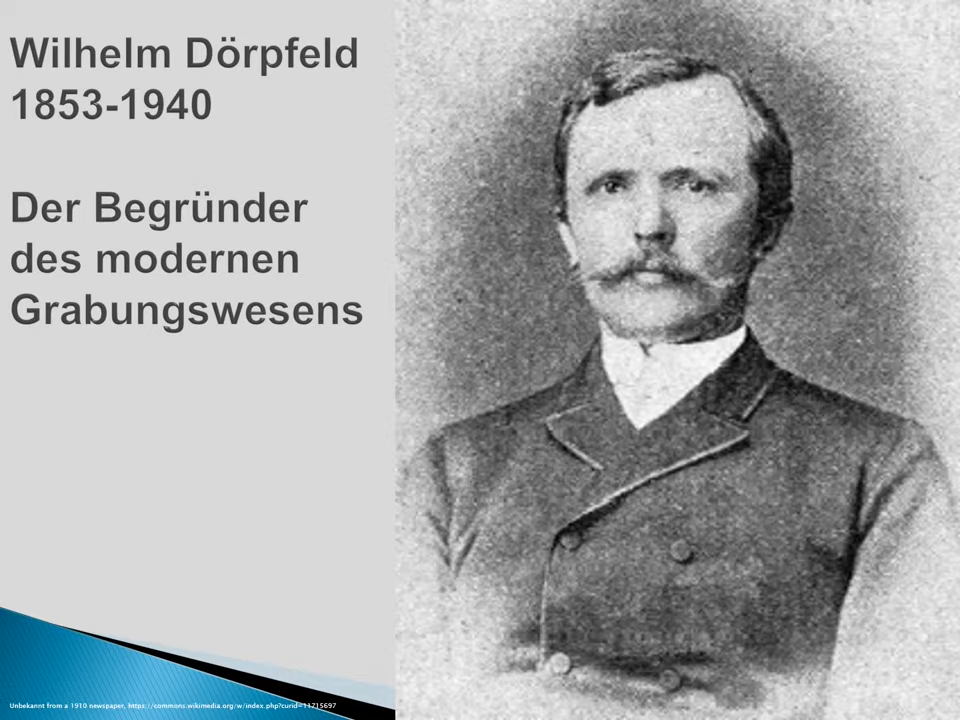 Wilhelm Dörpfeld
1853-1940
Der Begründer
des modernen
Grabungswesens
Unbekannt from a 1910 newspaper, https://commons.wikimedia.org/w/index.php?curid=11715697